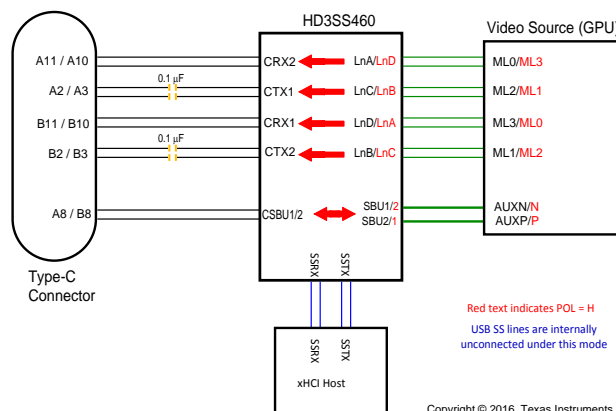 HD3SS460
Video Source (GPU)
A11 / A10
CRX2
LnA/LnD
ML0/ML3
0.1 µF
A2 / A3
CTX1
LnC/LnB
ML2/ML1
B11 / B10
CRX1
LnD/LnA
ML3/ML0
0.1 µF
B2 / B3
CTX2
LnB/LnC
ML1/ML2
A8 / B8
CSBU1/2
SBU1/2
SBU2/1
AUXN/N
AUXP/P
Type-C
Connector
SSRX
SSTX
SSRX
SSTX
xHCI Host
Red text indicates POL = H
USB SS lines are internally
unconnected under this mode
Copyright © 2016, Texas Instruments